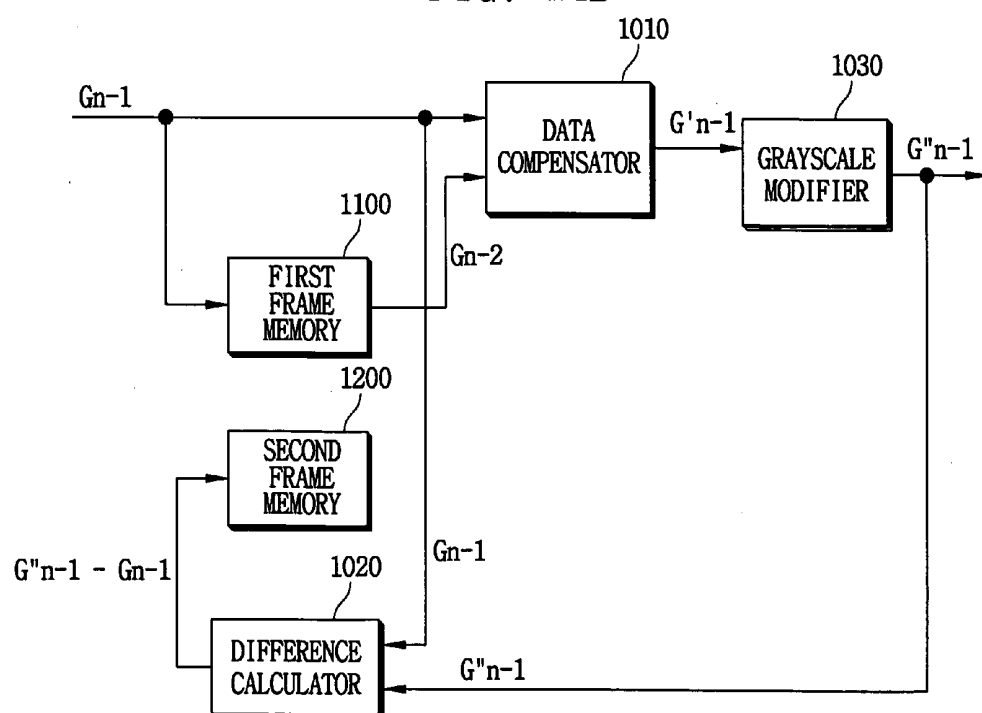 1010
1030
Gn-1
DATA
COMPENSATOR
G'n-1
GRAYSCALE
MODIFIER
G"n-1
1100
FIRST
FRAME
MEMORY
Gn-2
1200
SECOND
FRAME
MEMORY
Gn-1
G"n-1 - Gn-1
1020
DIFFERENCE
CALCULATOR
G"n-1